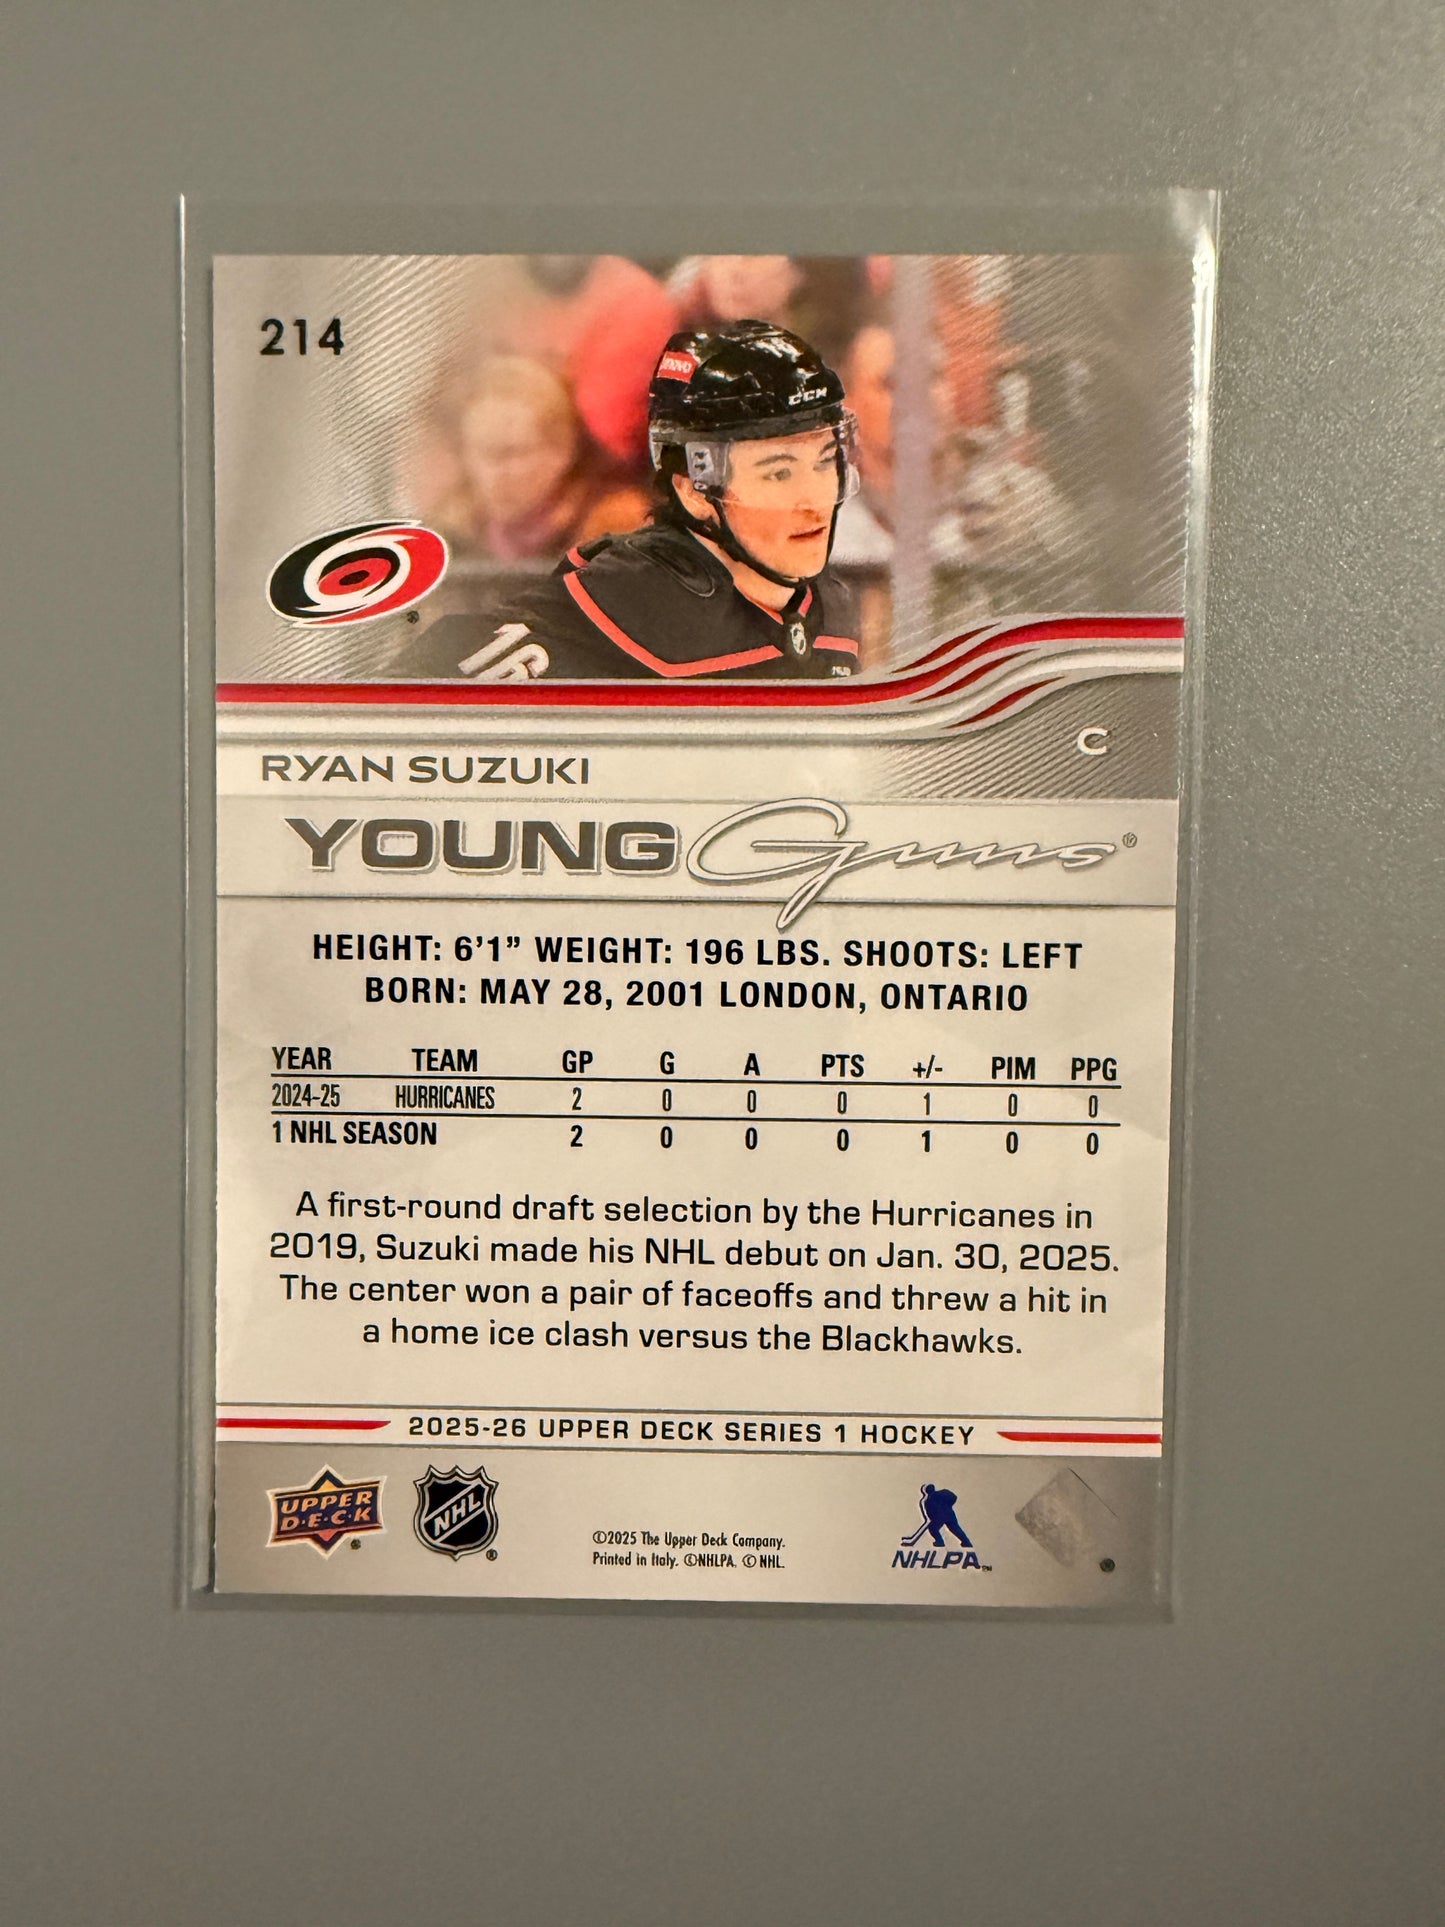 214
Lenovo
CCM
16
C
RYAN SUZUKI
YOUNG Guns®
HEIGHT: 6’1” WEIGHT: 196 LBS. SHOOTS: LEFT
BORN: MAY 28, 2001 LONDON, ONTARIO
YEAR TEAM GP G A PTS +/- PIM PPG
2024-25 HURRICANES 2 0 0 0 1 0 0
1 NHL SEASON 2 0 0 0 1 0 0
A first-round draft selection by the Hurricanes in
2019, Suzuki made his NHL debut on Jan. 30, 2025.
The center won a pair of faceoffs and threw a hit in
a home ice clash versus the Blackhawks.
2025-26 UPPER DECK SERIES 1 HOCKEY
UPPER
D·E·C·K
NHL
©2025 The Upper Deck Company.
Printed in Italy. ©NHLPA. © NHL.
NHLPA™